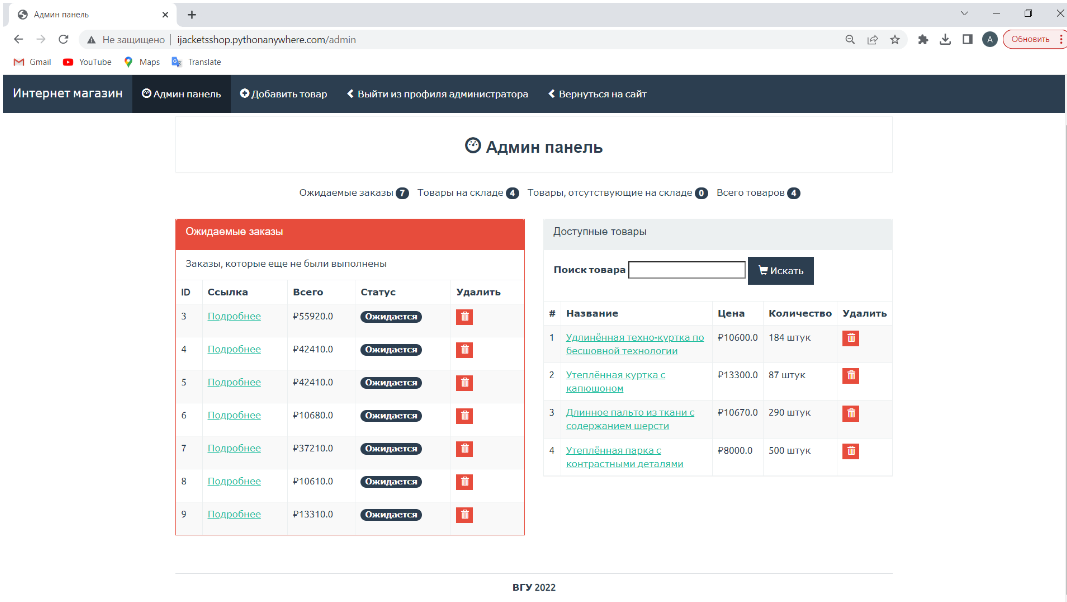 Админ панель
Не защищено | ijacketsshop.pythonanywhere.com/admin
А
Обновить
Gmail YouTube Maps Translate
Интернет магазин Админ панель Добавить товар Выйти из профиля администратора Вернуться на сайт
Админ панель
Ожидаемые заказы 7 Товары на складе 4 Товары, отсутствующие на складе 0 Всего товаров 4
Ожидаемые заказы
Заказы, которые еще не были выполнены
ID Ссылка Всего Статус Удалить
3 Подробнее ₽55920.0 Ожидается
4 Подробнее ₽42410.0 Ожидается
5 Подробнее ₽42410.0 Ожидается
6 Подробнее ₽10680.0 Ожидается
7 Подробнее ₽37210.0 Ожидается
8 Подробнее ₽10610.0 Ожидается
9 Подробнее ₽13310.0 Ожидается
Доступные товары
Поиск товара Искать
# Название Цена Количество Удалить
1 Удлинённая техно-куртка по ₽10600.0 184 штук
бесшовной технологии
2 Утеплённая куртка с ₽13300.0 87 штук
капюшоном
3 Длинное пальто из ткани с ₽10670.0 290 штук
содержанием шерсти
4 Утеплённая парка с ₽8000.0 500 штук
контрастными деталями
ВГУ 2022